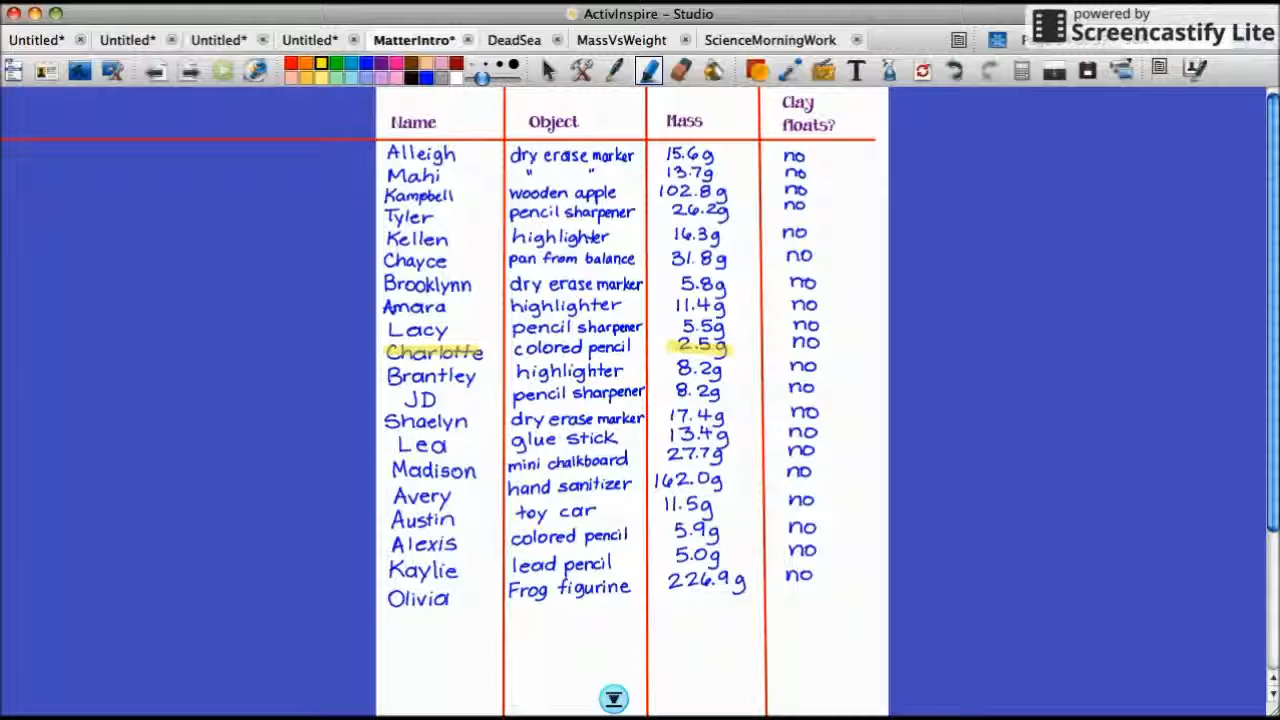 ActivInspire – Studio
powered by
Screencastify Lite
Untitled* Untitled* Untitled* Untitled* MatterIntro* DeadSea MassVsWeight ScienceMorningWork
Name Object Mass Clay floats?
Alleigh dry erase marker 15.6g no
Mahi " " 13.7g no
Kampbell wooden apple 102.8g no
Tyler pencil sharpener 26.2g no
Kellen highlighter 16.3g no
Chayce pan from balance 31.8g no
Brooklynn dry erase marker 5.8g no
Amara highlighter 11.4g no
Lacy pencil sharpener 5.5g no
Charlotte colored pencil 2.5g no
Brantley highlighter 8.2g no
JD pencil sharpener 8.2g no
Shaelyn dry erase marker 17.4g no
Lea glue stick 13.4g no
Madison mini chalkboard 27.7g no
Avery hand sanitizer 162.0g no
Austin toy car 11.5g no
Alexis colored pencil 5.9g no
Kaylie lead pencil 5.0g no
Olivia Frog figurine 226.9g no